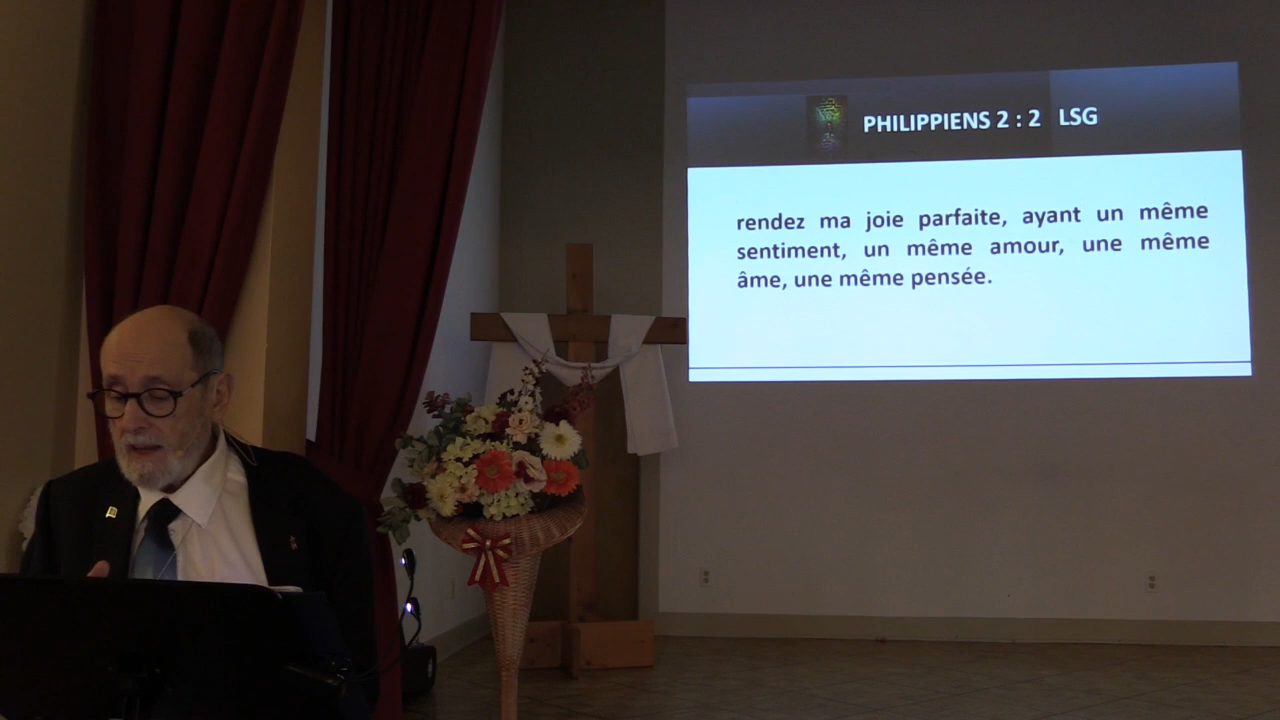 PHILIPPIENS 2 : 2 LSG
rendez ma joie parfaite, ayant un même
sentiment, un même amour, une même
âme, une même pensée.